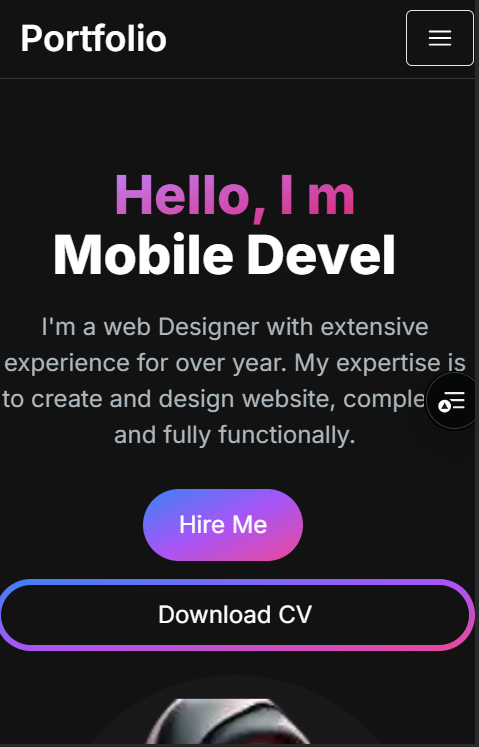 Portfolio
Hello, I m
Mobile Devel
I'm a web Designer with extensive
experience for over year. My expertise is
to create and design website, comple
and fully functionally.
Hire Me
Download CV